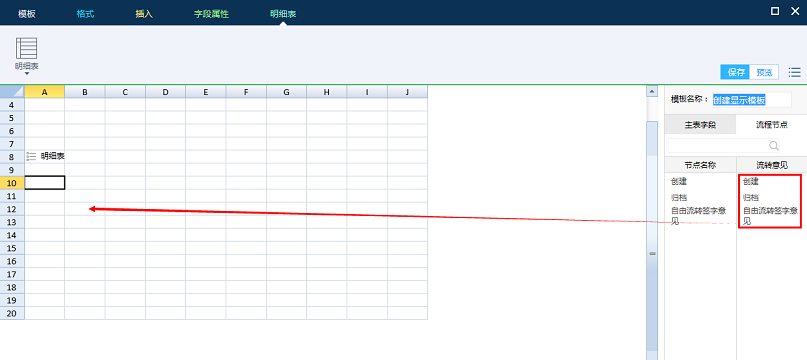 模板 格式 插入 字段属性 明细表
明细表
保存 预览
模板名称： 创建显示模板
主表字段 流程节点
节点名称 流转意见
创建 创建
归档 归档
自由流转签字意 自由流转签字意
见 见
A B C D E F G H I J
4
5
6
7
8 明细表
9
10
11
12
13
14
15
16
17
18
19
20